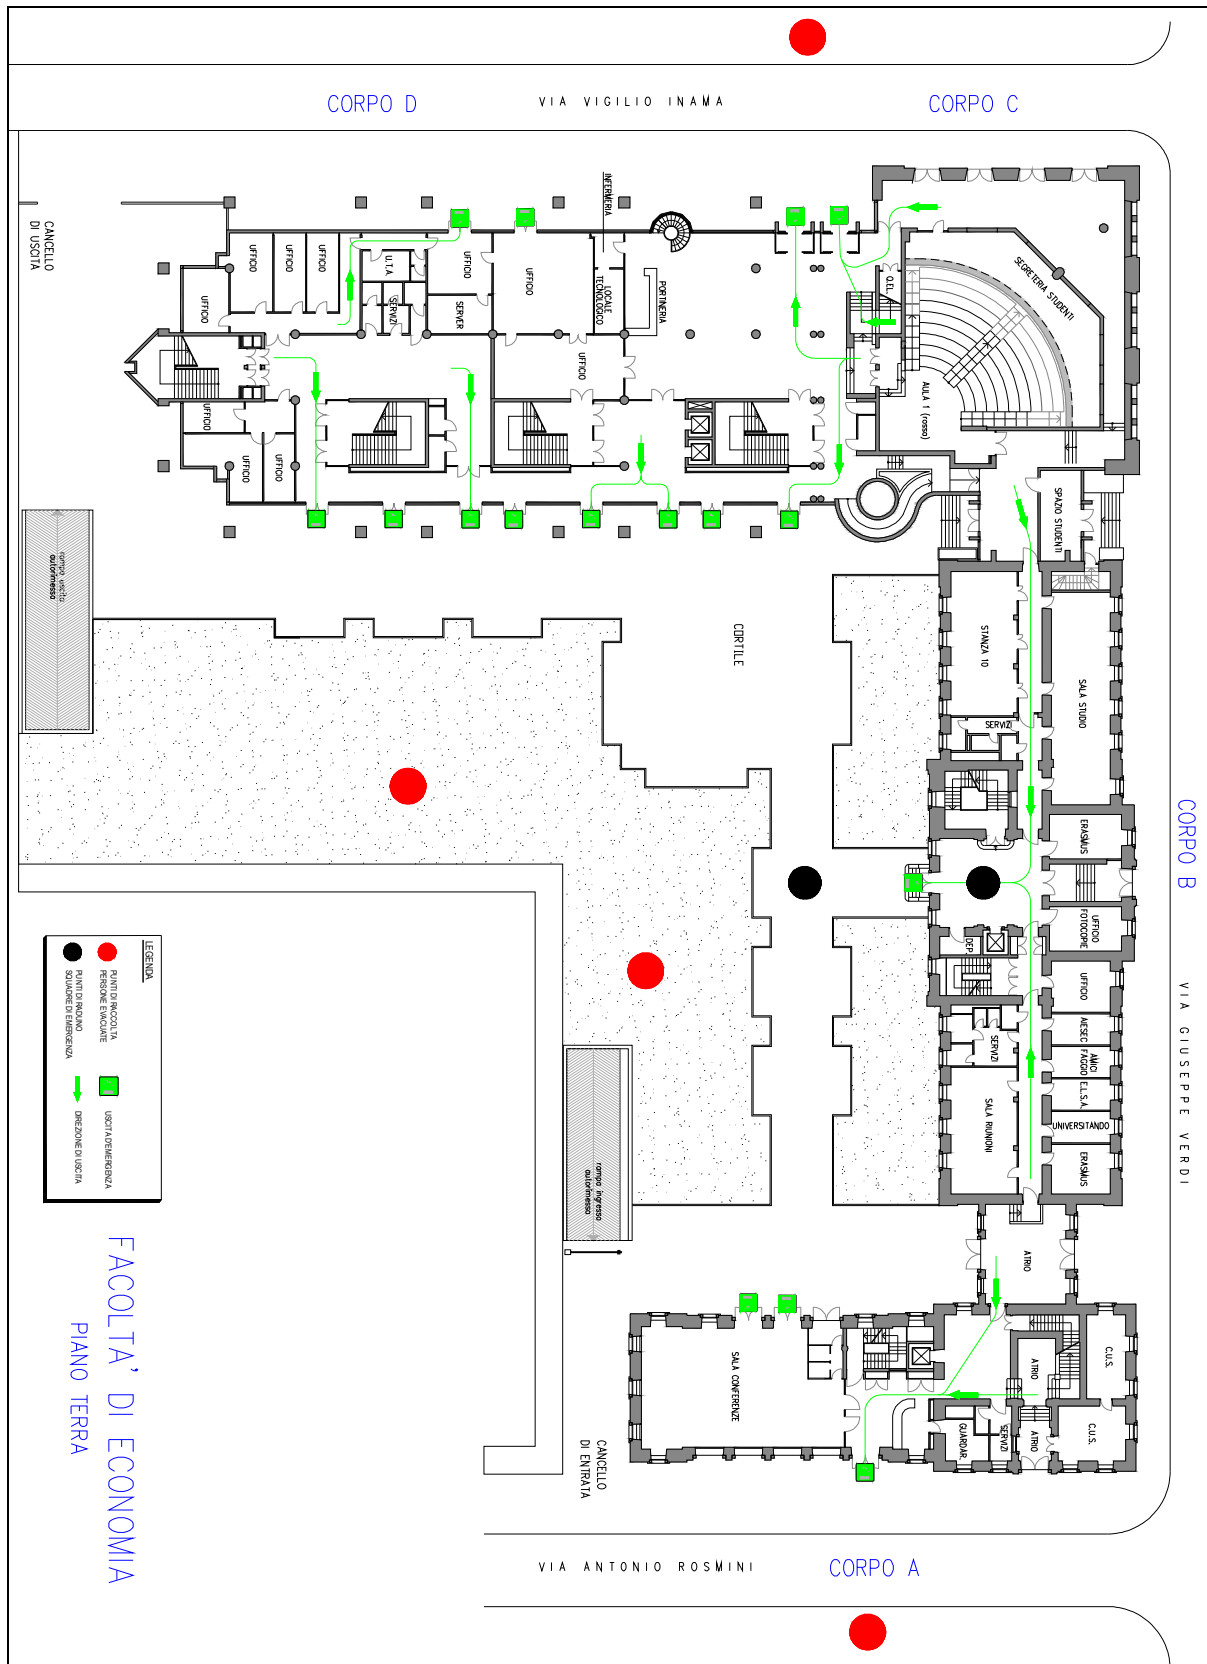 CORPO D
VIA VIGILIO INAMA
CORPO C
CANCELLO
DI USCITA
INFERMERIA
UFFICIO
UFFICIO
UFFICIO
U.T.A.
UFFICIO
UFFICIO
LOCALE
TECNOLOGICO
PORTINERIA
Q.EL.
SEGRETERIA STUDENTI
UFFICIO
SERVIZI
SERVER
UFFICIO
AULA 1 (rosso)
UFFICIO
UFFICIO
UFFICIO
SPAZIO STUDENTI
rampa uscita
autorimessa
CORTILE
STANZA 10
SALA STUDIO
SERVIZI
CORPO B
ERASMUS
UFFICIO
FOTOCOPIE
DEP.
UFFICIO
AIESEC
AMICI
FAGGIO
E.L.S.A.
UNIVERSITANDO
ERASMUS
SERVIZI
SALA RIUNIONI
VIA GIUSEPPE VERDI
LEGENDA
PUNTI DI RACCOLTA
PERSONE EVACUATE
USCITA D'EMERGENZA
PUNTI DI RADUNO
SQUADRE DI EMERGENZA
DIREZIONE DI USCITA
rampa ingresso
autorimessa
ATRIO
FACOLTA' DI ECONOMIA
PIANO TERRA
SALA CONFERENZE
ATRIO
C.U.S.
C.U.S.
GUARDAR.
SERVIZI
ATRIO
CANCELLO
DI ENTRATA
VIA ANTONIO ROSMINI
CORPO A